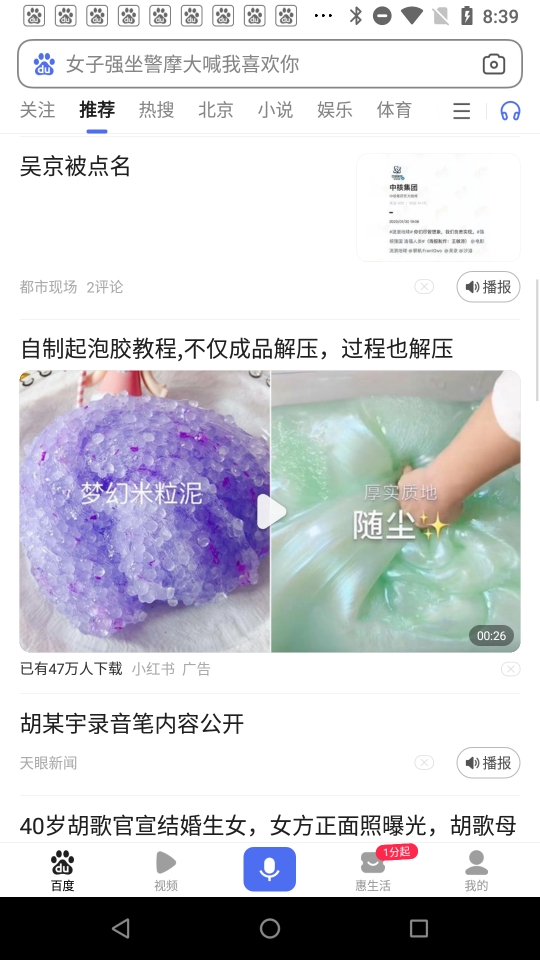 8:39
女子强坐警摩大喊我喜欢你
关注 推荐 热搜 北京 小说 娱乐 体育
吴京被点名
中核集团
都市现场 2评论
播报
自制起泡胶教程,不仅成品解压，过程也解压
梦幻米粒泥
厚实质地
随尘✨
00:26
已有47万人下载 小红书 广告
胡某宇录音笔内容公开
天眼新闻
播报
40岁胡歌官宣结婚生女，女方正面照曝光，胡歌母
1分起
百度 视频 惠生活 我的